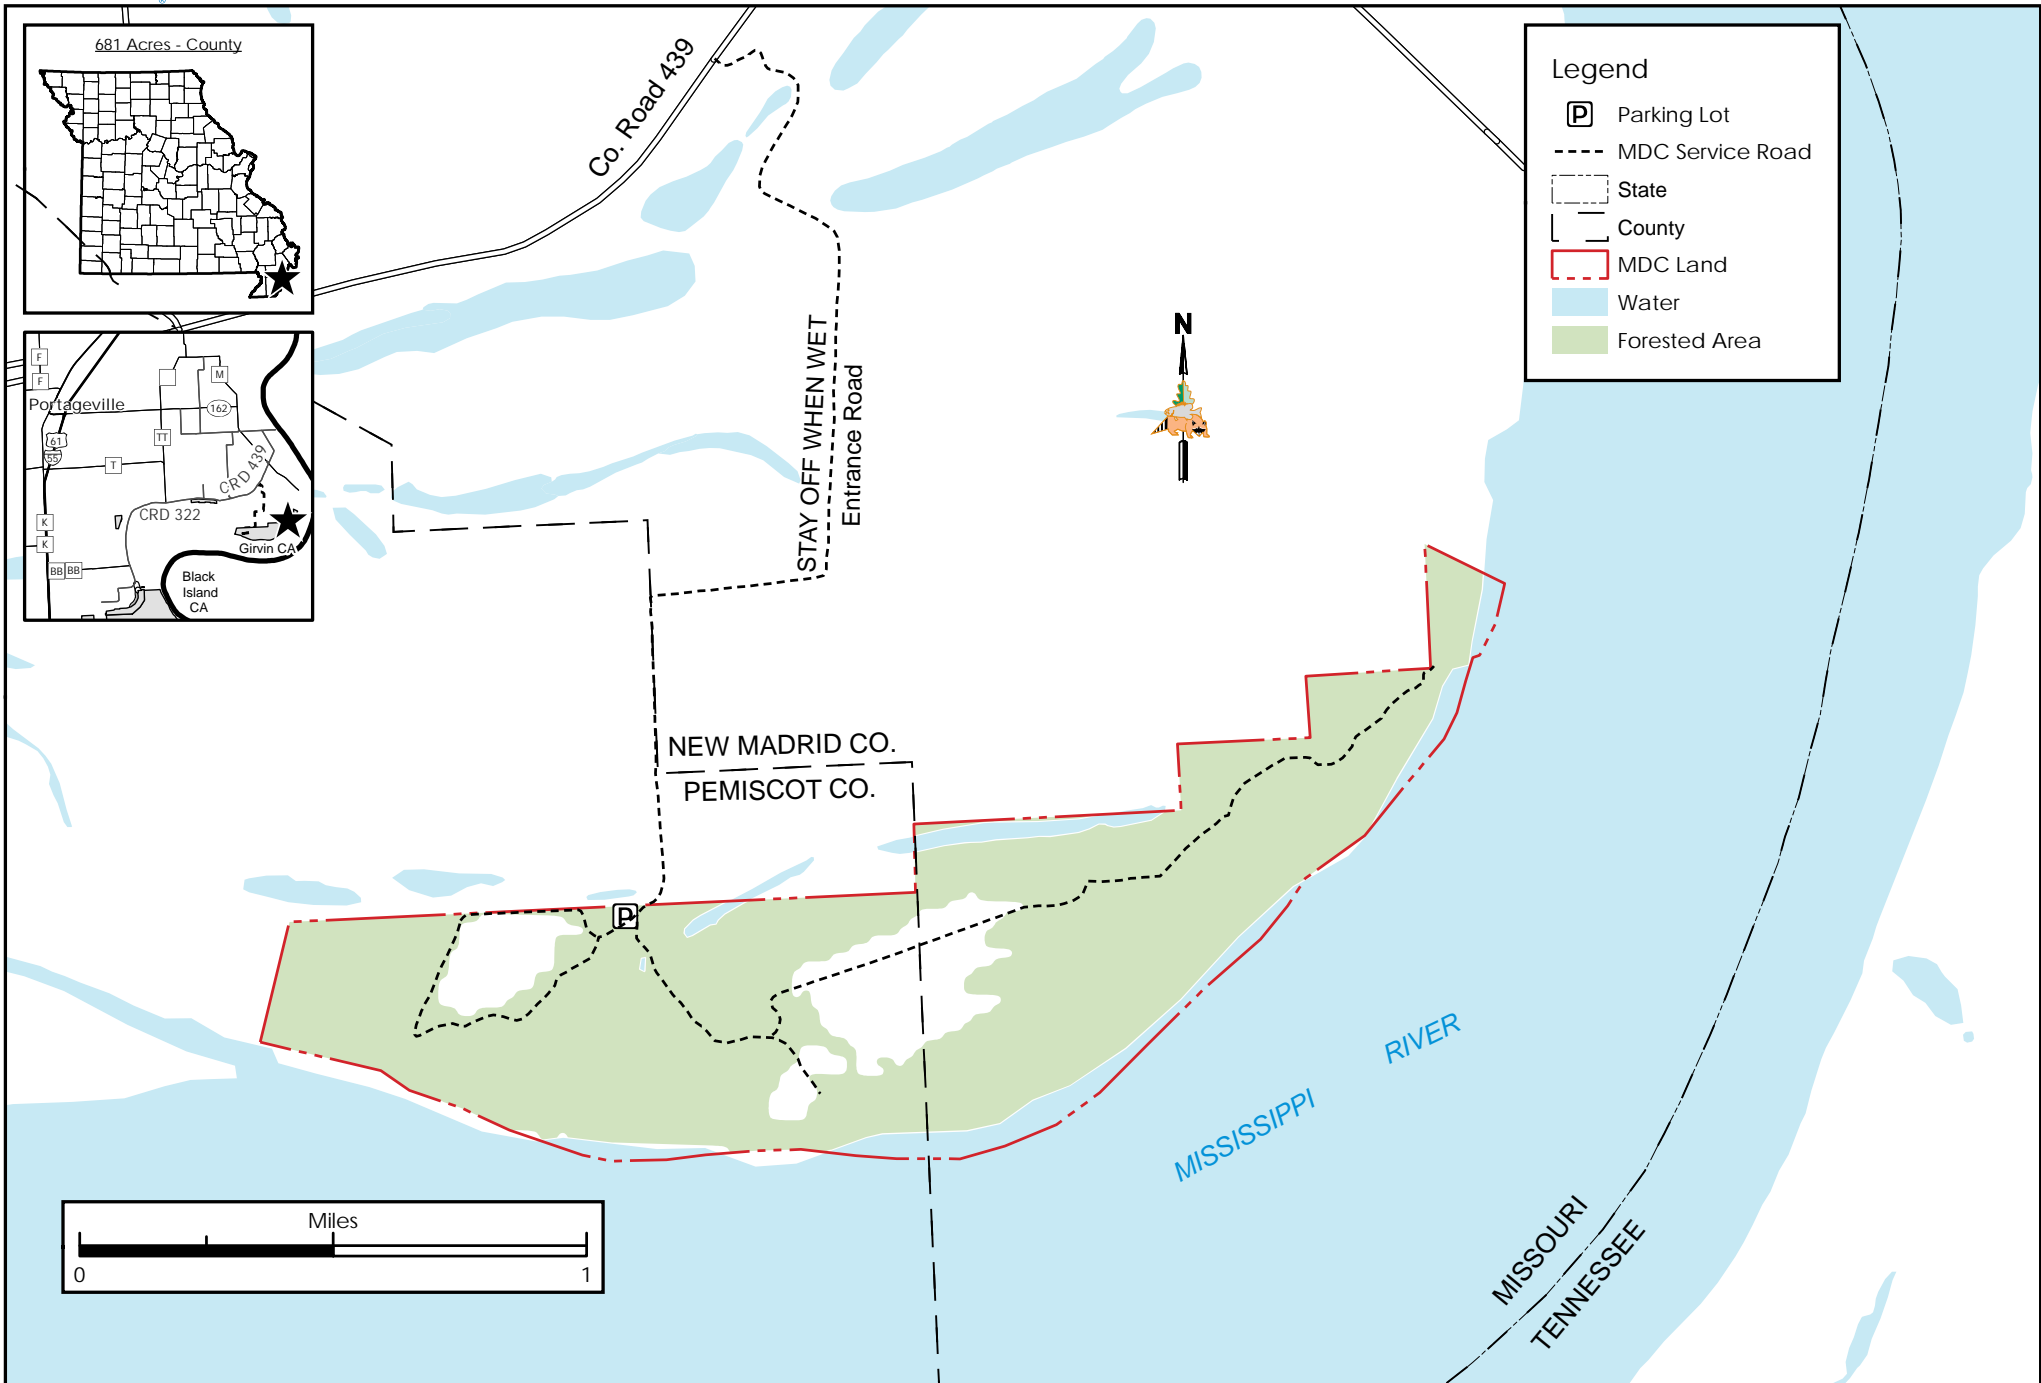 681 Acres - County
Co. Road 439
Legend
P Parking Lot
MDC Service Road
State
County
MDC Land
Water
Forested Area
N
STAY OFF WHEN WET
Entrance Road
F
F
M
Portageville
162
61
55
TT
T
CRD 439
CRD 322
K
K
Girvin CA
BB BB
Black
Island
CA
NEW MADRID CO.
PEMISCOT CO.
P
MISSISSIPPI RIVER
MISSOURI
TENNESSEE
Miles
0 1